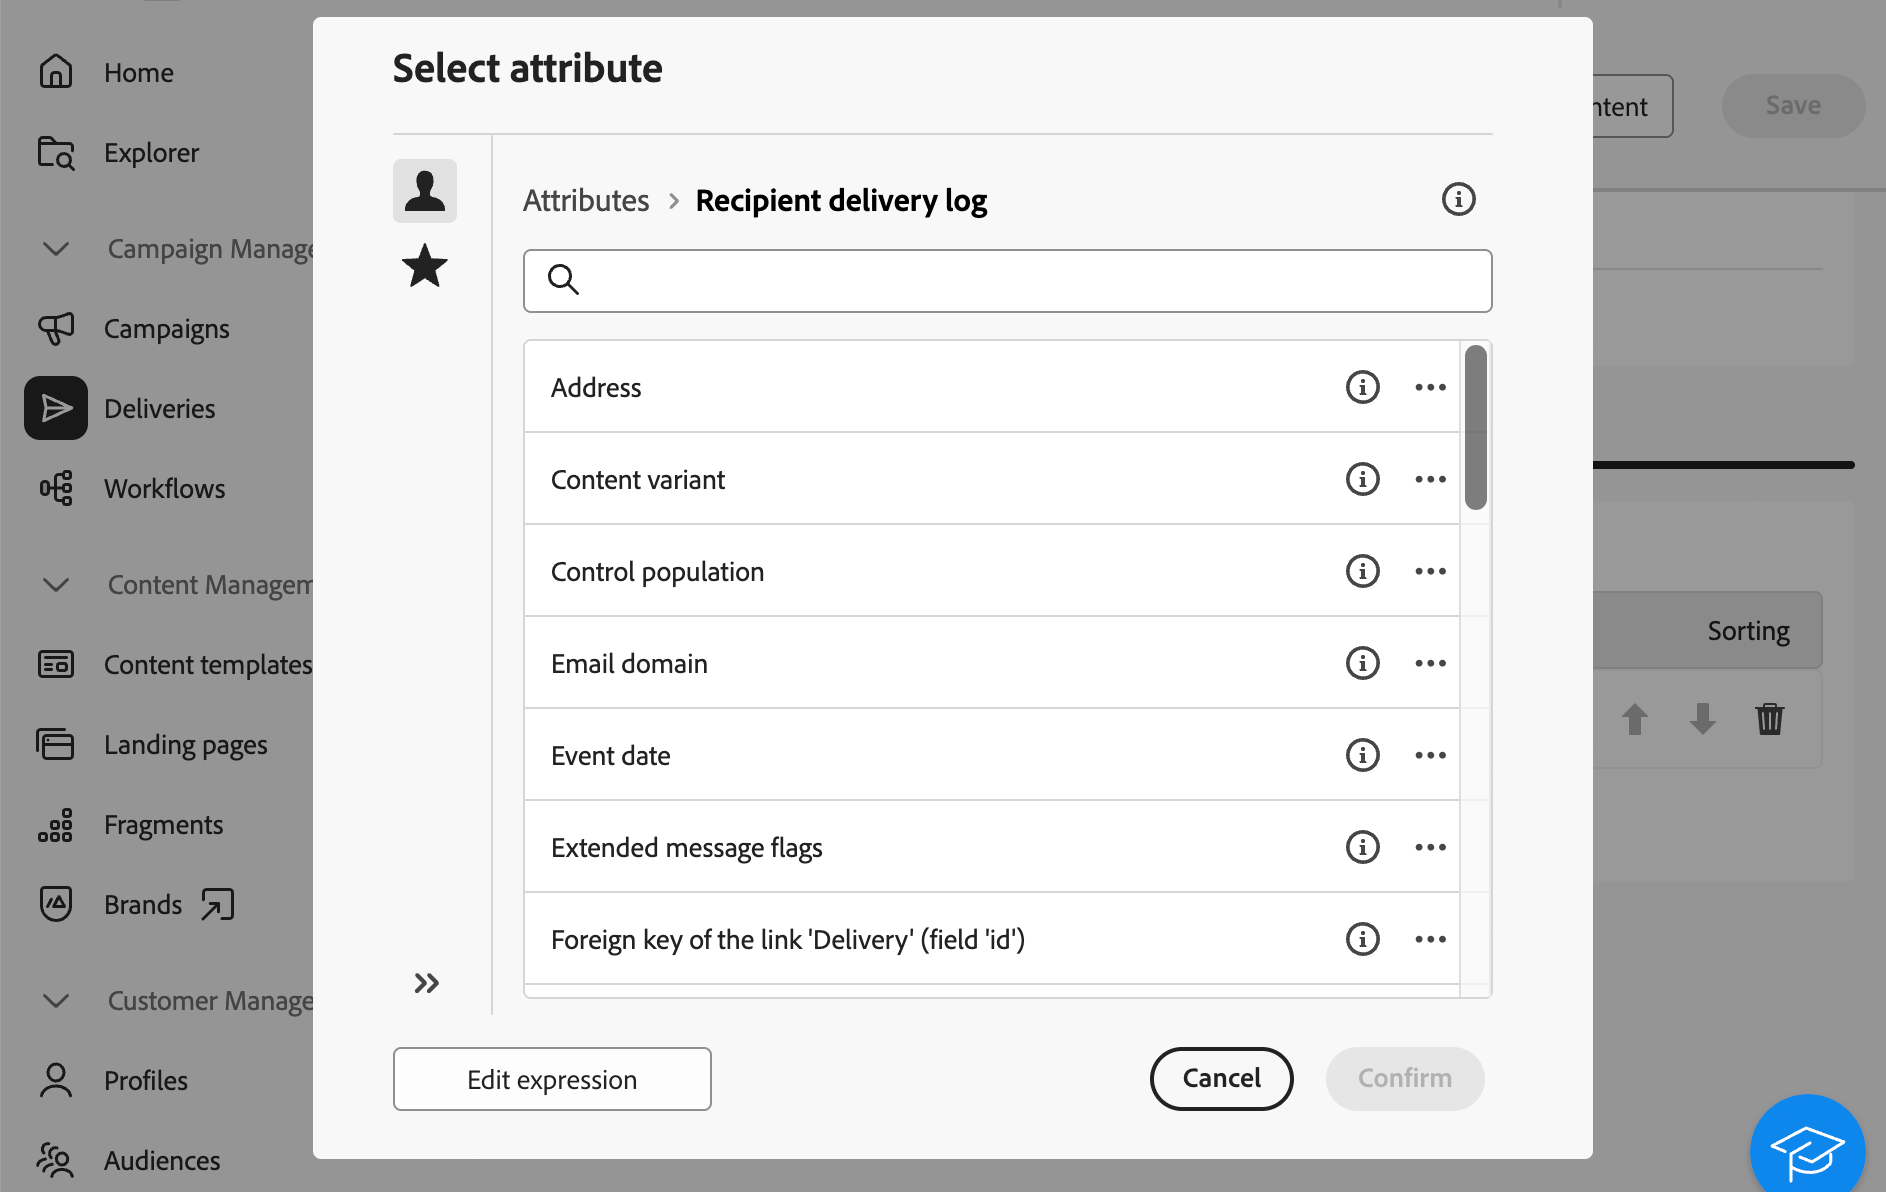 Home
Explorer
Campaign Manage
Campaigns
Deliveries
Workflows
Content Managem
Content templates
Landing pages
Fragments
Brands
Customer Manage
Profiles
Audiences
Select attribute
Attributes > Recipient delivery log
Address
Content variant
Control population
Email domain
Event date
Extended message flags
Foreign key of the link 'Delivery' (field 'id')
Edit expression
Cancel
Confirm
ntent
Save
Sorting